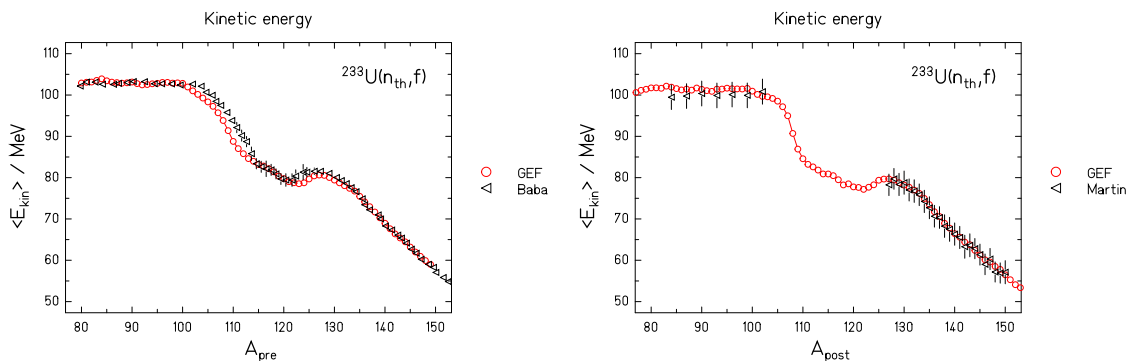 Kinetic energy
110
100
90
80
70
60
50
<E_kin> / MeV
²³³U(n_th,f)
GEF
Baba
80 90 100 110 120 130 140 150
A_pre
Kinetic energy
110
100
90
80
70
60
50
<E_kin> / MeV
²³³U(n_th,f)
GEF
Martin
80 90 100 110 120 130 140 150
A_post